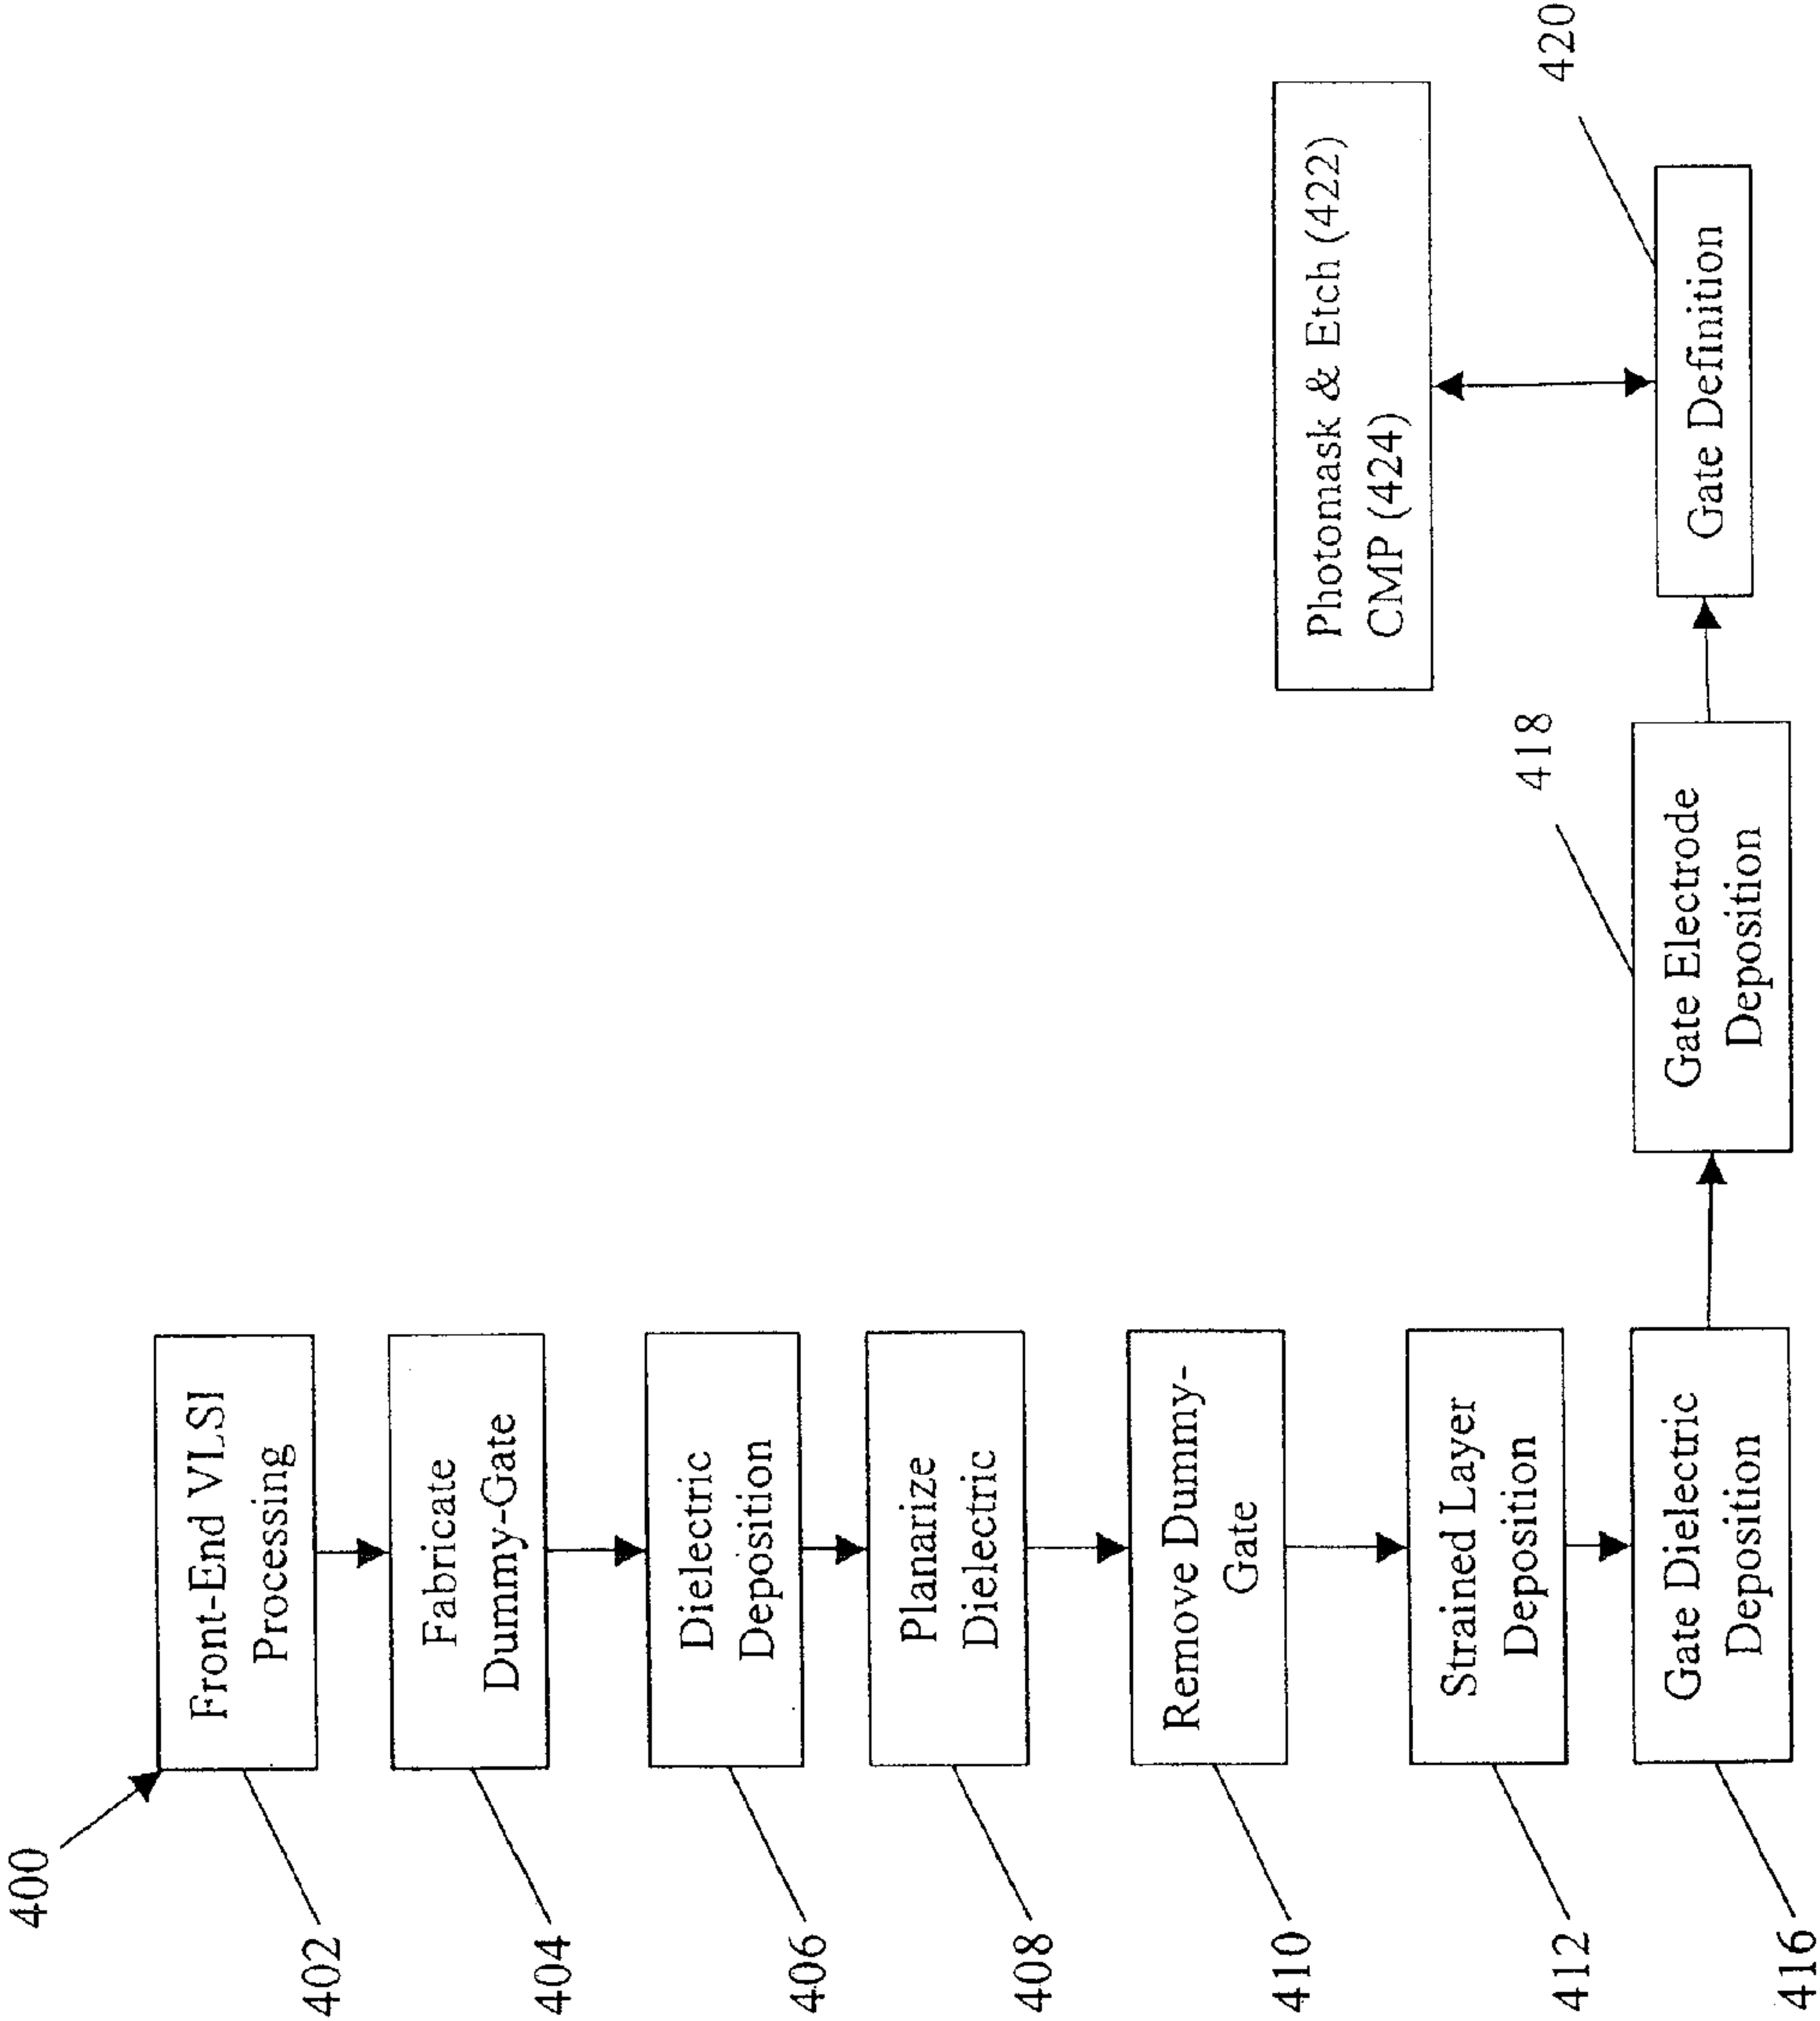 400
Front-End VLSI
Processing
402
Fabricate
Dummy-Gate
404
Dielectric
Deposition
406
Planarize
Dielectric
408
Remove Dummy-
Gate
410
Strained Layer
Deposition
412
Gate Dielectric
Deposition
416
Gate Electrode
Deposition
418
Gate Definition
420
Photomask & Etch (422)
CMP (424)